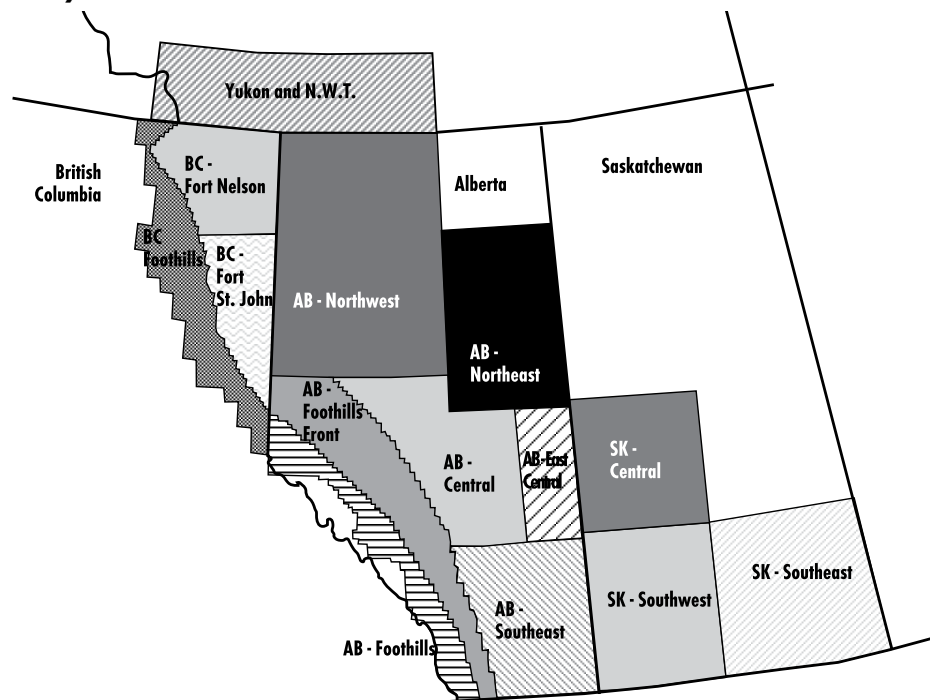 Yukon and N.W.T.
British
Columbia
BC -
Fort Nelson
Alberta
Saskatchewan
BC
Foothills
BC -
Fort
St. John
AB - Northwest
AB -
Northeast
AB -
Foothills
Front
AB -
Central
AB-East
Central
SK -
Central
SK - Southeast
SK - Southwest
AB -
Southeast
AB - Foothills